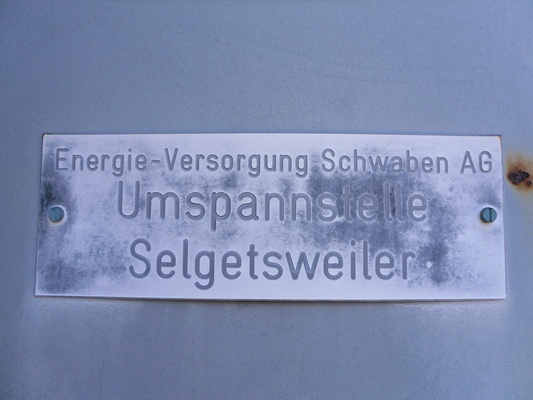 Energie-Versorgung Schwaben AG
Umspannstelle
Selgetsweiler